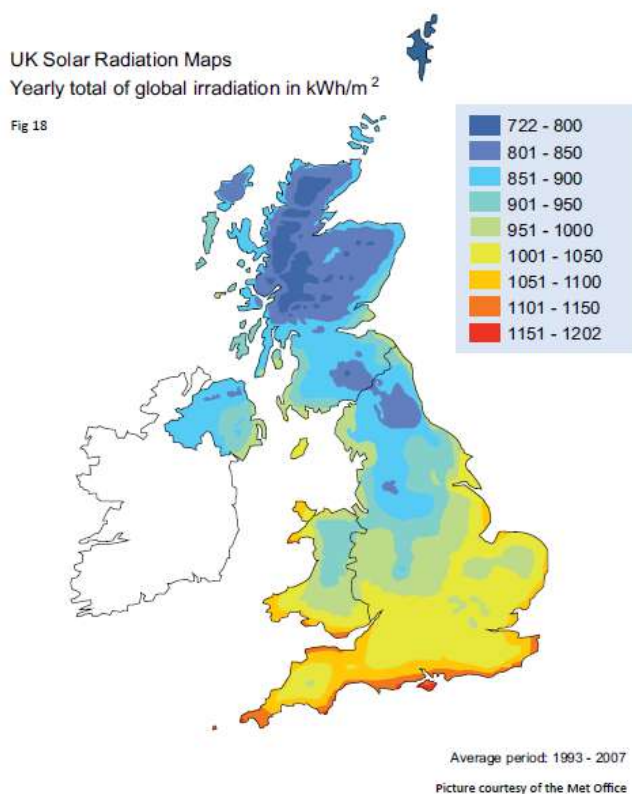 UK Solar Radiation Maps
Yearly total of global irradiation in kWh/m²
Fig 18
722 - 800
801 - 850
851 - 900
901 - 950
951 - 1000
1001 - 1050
1051 - 1100
1101 - 1150
1151 - 1202
Average period: 1993 - 2007
Picture courtesy of the Met Office